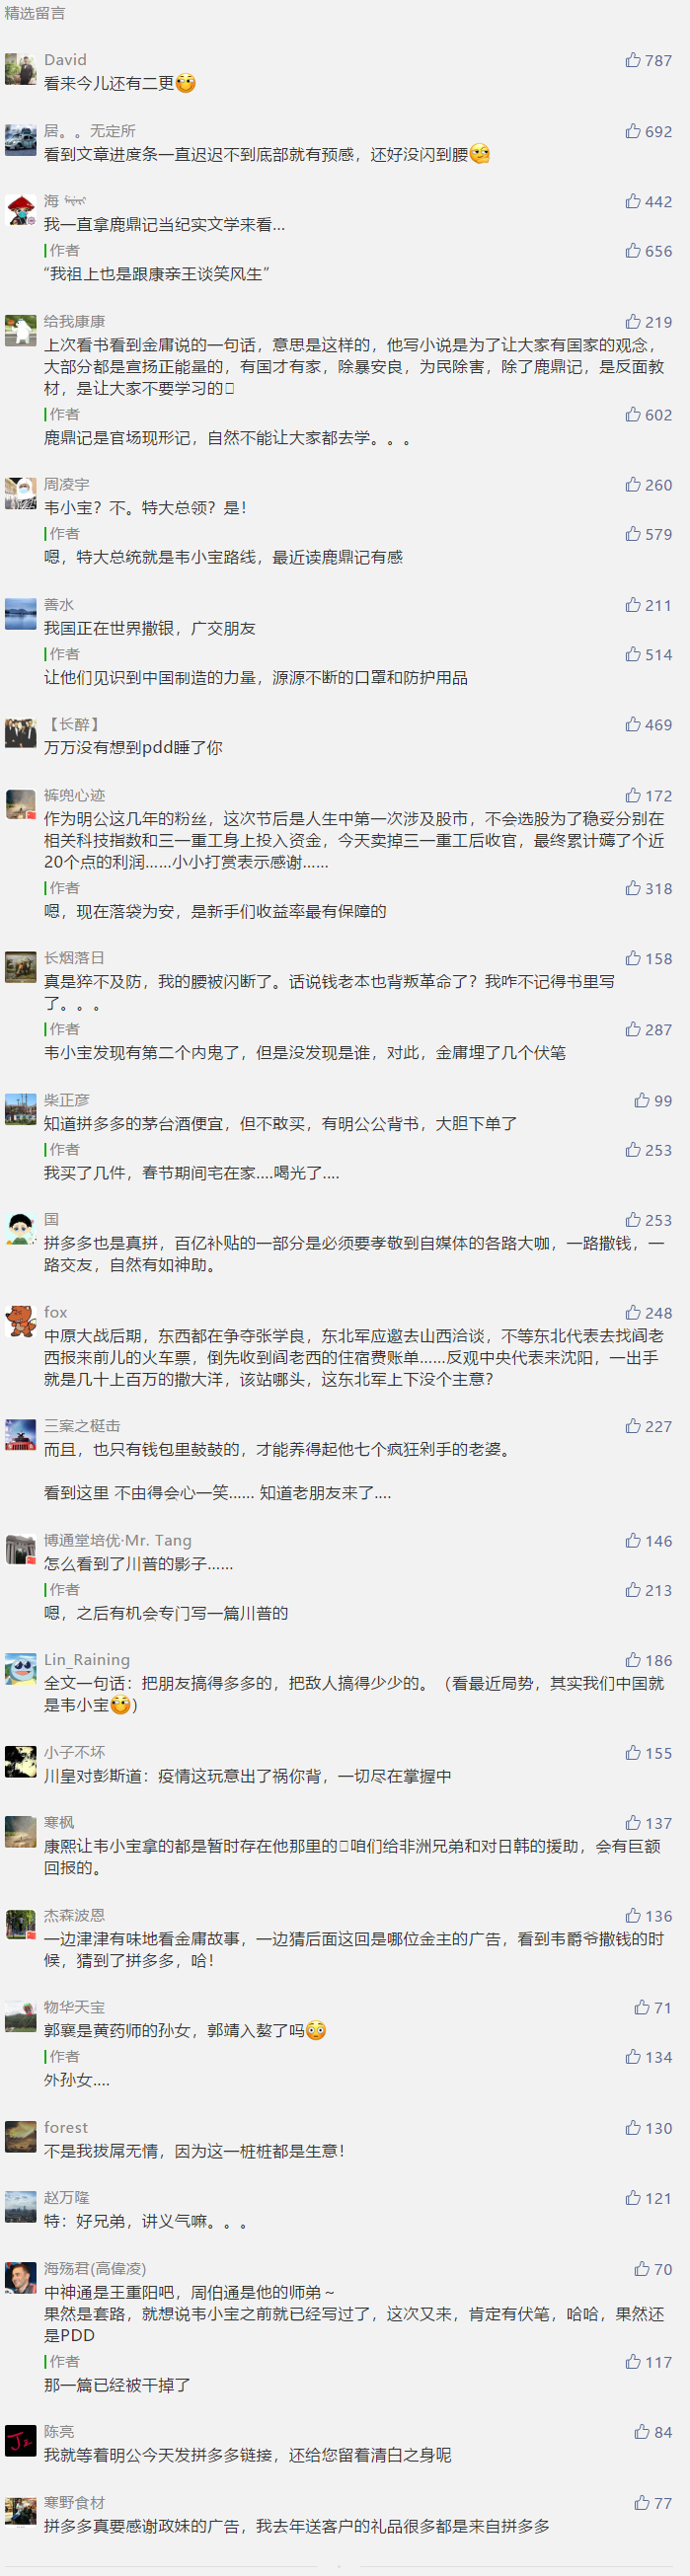 精选留言
David 787
看来今儿还有二更
居。。无定所 692
看到文章进度条一直迟迟不到底部就有预感，还好没闪到腰
海 442
我一直拿鹿鼎记当纪实文学来看...
作者 656
“我祖上也是跟康亲王谈笑风生”
给我康康 219
上次看书看到金庸说的一句话，意思是这样的，他写小说是为了让大家有国家的观念，
大部分都是宣扬正能量的，有国才有家，除暴安良，为民除害，除了鹿鼎记，是反面教
材，是让大家不要学习的
作者 602
鹿鼎记是官场现形记，自然不能让大家都去学。。。
周凌宇 260
韦小宝？不。特大总领？是！
作者 579
嗯，特大总统就是韦小宝路线，最近读鹿鼎记有感
善水 211
我国正在世界撒银，广交朋友
作者 514
让他们见识到中国制造的力量，源源不断的口罩和防护用品
【长醉】 469
万万没有想到pdd睡了你
裤兜心迹 172
作为明公这几年的粉丝，这次节后是人生中第一次涉及股市，不会选股为了稳妥分别在
相关科技指数和三一重工身上投入资金，今天卖掉三一重工后收官，最终累计薅了个近
20个点的利润......小小打赏表示感谢......
作者 318
嗯，现在落袋为安，是新手们收益率最有保障的
长烟落日 158
真是猝不及防，我的腰被闪断了。话说钱老本也背叛革命了？我咋不记得书里写
了。。。
作者 287
韦小宝发现有第二个内鬼了，但是没发现是谁，对此，金庸埋了几个伏笔
柴正彦 99
知道拼多多的茅台酒便宜，但不敢买，有明公公背书，大胆下单了
作者 253
我买了几件，春节期间宅在家....喝光了....
国 253
拼多多也是真拼，百亿补贴的一部分是必须要孝敬到自媒体的各路大咖，一路撒钱，一
路交友，自然有如神助。
fox 248
中原大战后期，东西都在争夺张学良，东北军应邀去山西洽谈，不等东北代表去找阎老
西报来前儿的火车票，倒先收到阎老西的住宿费账单......反观中央代表来沈阳，一出手
就是几十上百万的撒大洋，该站哪头，这东北军上下没个主意？
三案之梃击 227
而且，也只有钱包里鼓鼓的，才能养得起他七个疯狂剁手的老婆。
看到这里 不由得会心一笑...... 知道老朋友来了....
博通堂培优·Mr. Tang 146
怎么看到了川普的影子......
作者 213
嗯，之后有机会专门写一篇川普的
Lin_Raining 186
全文一句话：把朋友搞得多多的，把敌人搞得少少的。（看最近局势，其实我们中国就
是韦小宝）
小子不坏 155
川皇对彭斯道：疫情这玩意出了祸你背，一切尽在掌握中
寒枫 137
康熙让韦小宝拿的都是暂时存在他那里的咱们给非洲兄弟和对日韩的援助，会有巨额
回报的。
杰森波恩 136
一边津津有味地看金庸故事，一边猜后面这回是哪位金主的广告，看到韦爵爷撒钱的时
候，猜到了拼多多，哈！
物华天宝 71
郭襄是黄药师的孙女，郭靖入赘了吗
作者 134
外孙女....
forest 130
不是我拔屌无情，因为这一桩桩都是生意！
赵万隆 121
特：好兄弟，讲义气嘛。。。
海殇君(高偉凌) 70
中神通是王重阳吧，周伯通是他的师弟～
果然是套路，就想说韦小宝之前就已经写过了，这次又来，肯定有伏笔，哈哈，果然还
是PDD
作者 117
那一篇已经被干掉了
陈亮 84
我就等着明公今天发拼多多链接，还给您留着清白之身呢
寒野食材 77
拼多多真要感谢政妹的广告，我去年送客户的礼品很多都是来自拼多多